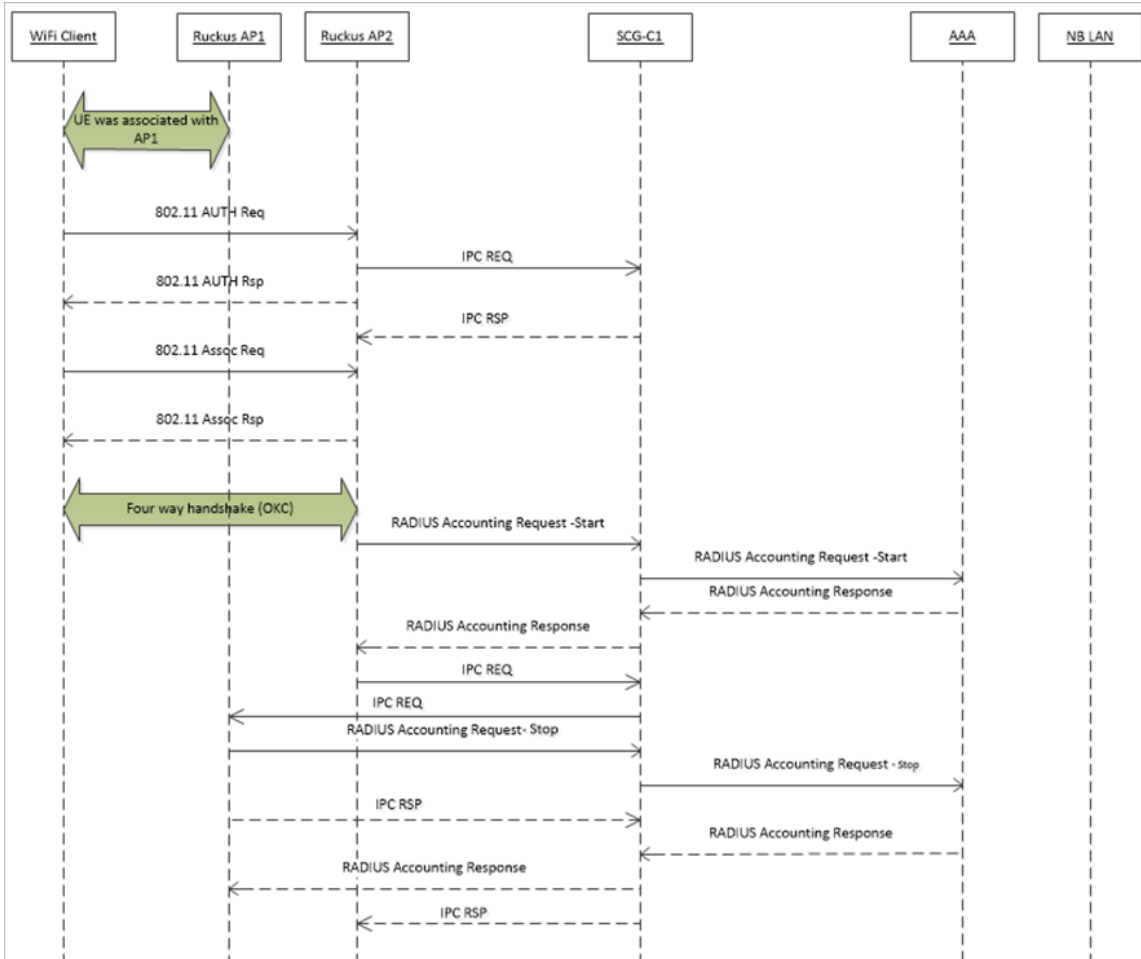 WiFi Client
Ruckus AP1
Ruckus AP2
SCG-C1
AAA
NB LAN
UE was associated with
AP1
802.11 AUTH Req
IPC REQ
802.11 AUTH Rsp
IPC RSP
802.11 Assoc Req
802.11 Assoc Rsp
Four way handshake (OKC)
RADIUS Accounting Request -Start
RADIUS Accounting Request -Start
RADIUS Accounting Response
RADIUS Accounting Response
IPC REQ
IPC REQ
RADIUS Accounting Request- Stop
RADIUS Accounting Request - Stop
IPC RSP
RADIUS Accounting Response
RADIUS Accounting Response
IPC RSP